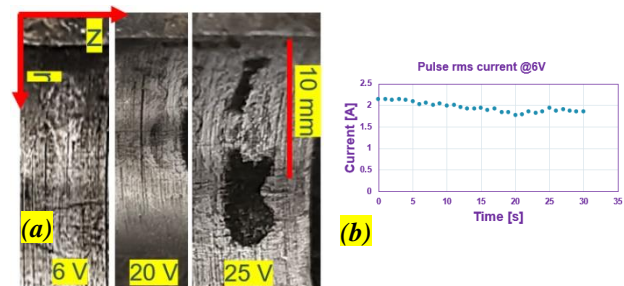 Z
r
10 mm
(a)
6 V
20 V
25 V
Pulse rms current @6V
Current [A]
2.5
2
1.5
1
0.5
0
0 5 10 15 20 25 30 35
Time [s]
(b)